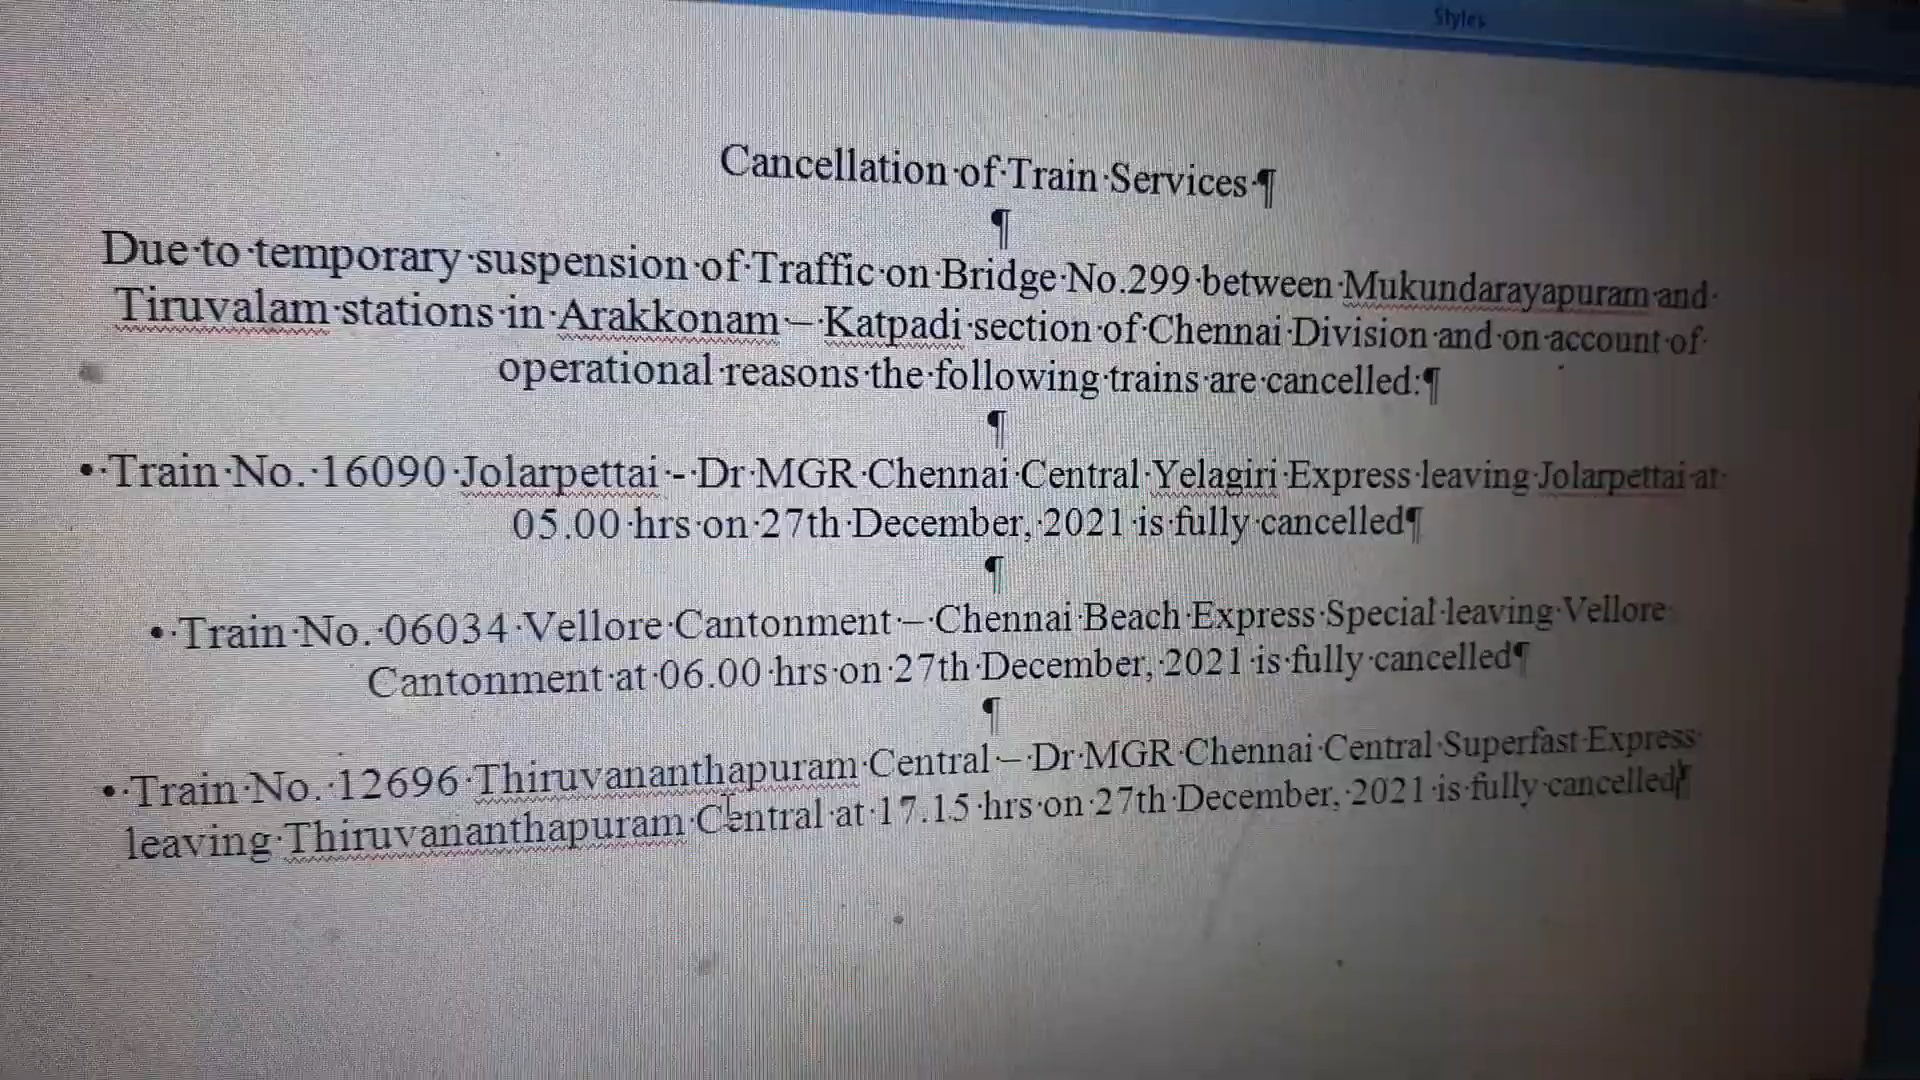 Styles
Cancellation of Train Services
Due to temporary suspension of Traffic on Bridge No.299 between Mukundarayapuram and
Tiruvalam stations in Arakkonam – Katpadi section of Chennai Division and on account of
operational reasons the following trains are cancelled:
• Train No. 16090 Jolarpettai - Dr MGR Chennai Central Yelagiri Express leaving Jolarpettai at
05.00 hrs on 27th December, 2021 is fully cancelled
• Train No. 06034 Vellore Cantonment – Chennai Beach Express Special leaving Vellore
Cantonment at 06.00 hrs on 27th December, 2021 is fully cancelled
• Train No. 12696 Thiruvananthapuram Central – Dr MGR Chennai Central Superfast Express
leaving Thiruvananthapuram Central at 17.15 hrs on 27th December, 2021 is fully cancelled